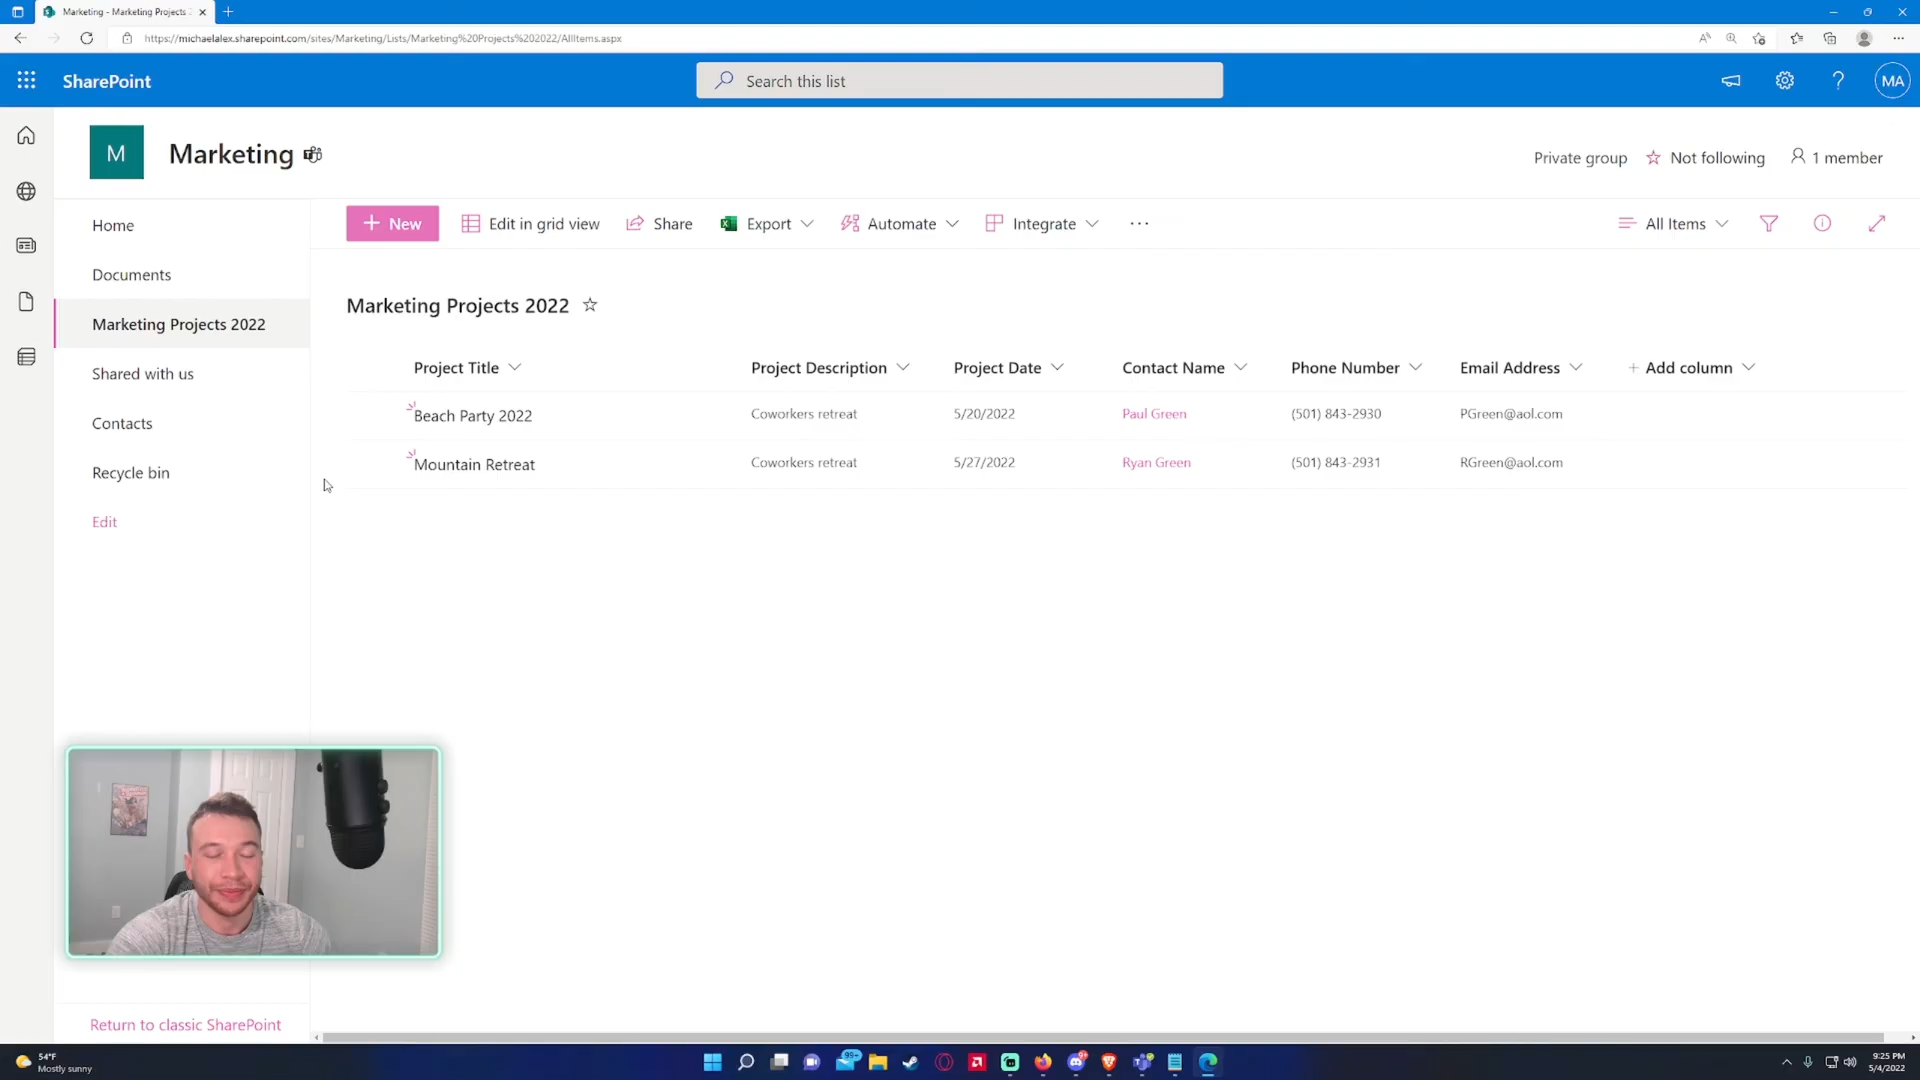 Marketing - Marketing Projects 2
https://michaelalex.sharepoint.com/sites/Marketing/Lists/Marketing%20Projects%202022/AllItems.aspx
SharePoint
Search this list
MA
M
Marketing
Private group
Not following
1 member
Home
Documents
Marketing Projects 2022
Shared with us
Contacts
Recycle bin
Edit
New
Edit in grid view
Share
Export
Automate
Integrate
All Items
Marketing Projects 2022
Project Title Project Description Project Date Contact Name Phone Number Email Address + Add column
Beach Party 2022 Coworkers retreat 5/20/2022 Paul Green (501) 843-2930 PGreen@aol.com
Mountain Retreat Coworkers retreat 5/27/2022 Ryan Green (501) 843-2931 RGreen@aol.com
Return to classic SharePoint
54°F
Mostly sunny
99+
9+
9:25 PM
5/4/2022